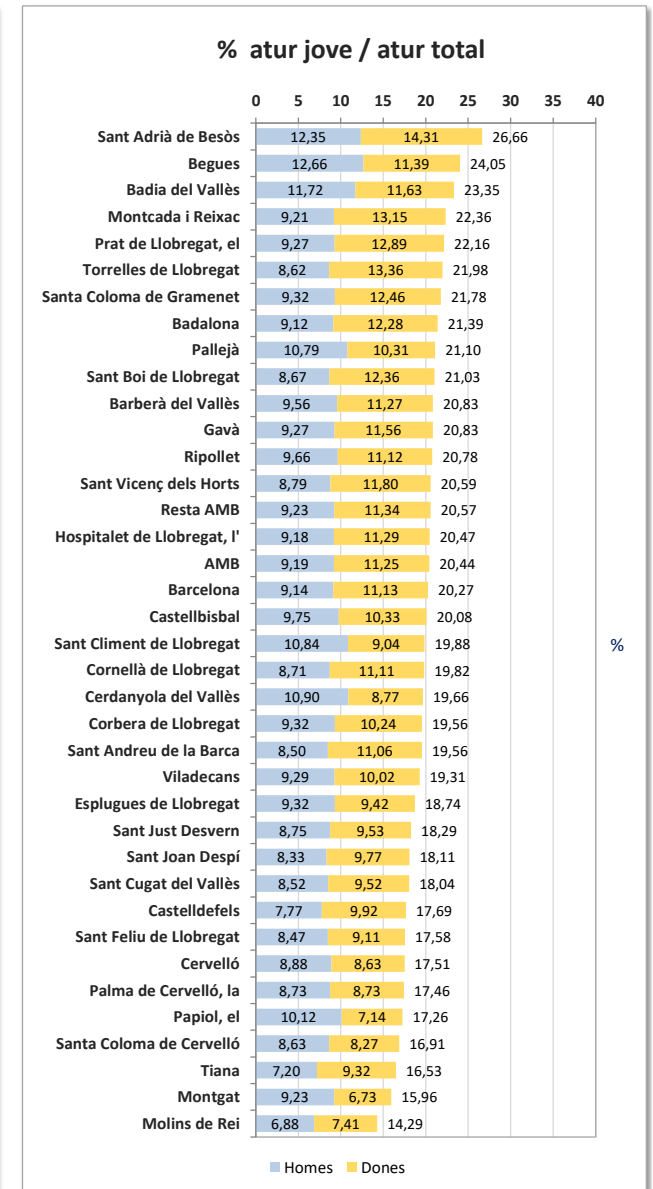 % atur jove / atur total
0 5 10 15 20 25 30 35 40
Sant Adrià de Besòs 12,35 14,31 26,66
Begues 12,66 11,39 24,05
Badia del Vallès 11,72 11,63 23,35
Montcada i Reixac 9,21 13,15 22,36
Prat de Llobregat, el 9,27 12,89 22,16
Torrelles de Llobregat 8,62 13,36 21,98
Santa Coloma de Gramenet 9,32 12,46 21,78
Badalona 9,12 12,28 21,39
Pallejà 10,79 10,31 21,10
Sant Boi de Llobregat 8,67 12,36 21,03
Barberà del Vallès 9,56 11,27 20,83
Gavà 9,27 11,56 20,83
Ripollet 9,66 11,12 20,78
Sant Vicenç dels Horts 8,79 11,80 20,59
Resta AMB 9,23 11,34 20,57
Hospitalet de Llobregat, l' 9,18 11,29 20,47
AMB 9,19 11,25 20,44
Barcelona 9,14 11,13 20,27
Castellbisbal 9,75 10,33 20,08
Sant Climent de Llobregat 10,84 9,04 19,88
%
Cornellà de Llobregat 8,71 11,11 19,82
Cerdanyola del Vallès 10,90 8,77 19,66
Corbera de Llobregat 9,32 10,24 19,56
Sant Andreu de la Barca 8,50 11,06 19,56
Viladecans 9,29 10,02 19,31
Esplugues de Llobregat 9,32 9,42 18,74
Sant Just Desvern 8,75 9,53 18,29
Sant Joan Despí 8,33 9,77 18,11
Sant Cugat del Vallès 8,52 9,52 18,04
Castelldefels 7,77 9,92 17,69
Sant Feliu de Llobregat 8,47 9,11 17,58
Cervelló 8,88 8,63 17,51
Palma de Cervelló, la 8,73 8,73 17,46
Papiol, el 10,12 7,14 17,26
Santa Coloma de Cervelló 8,63 8,27 16,91
Tiana 7,20 9,32 16,53
Montgat 9,23 6,73 15,96
Molins de Rei 6,88 7,41 14,29
Homes Dones